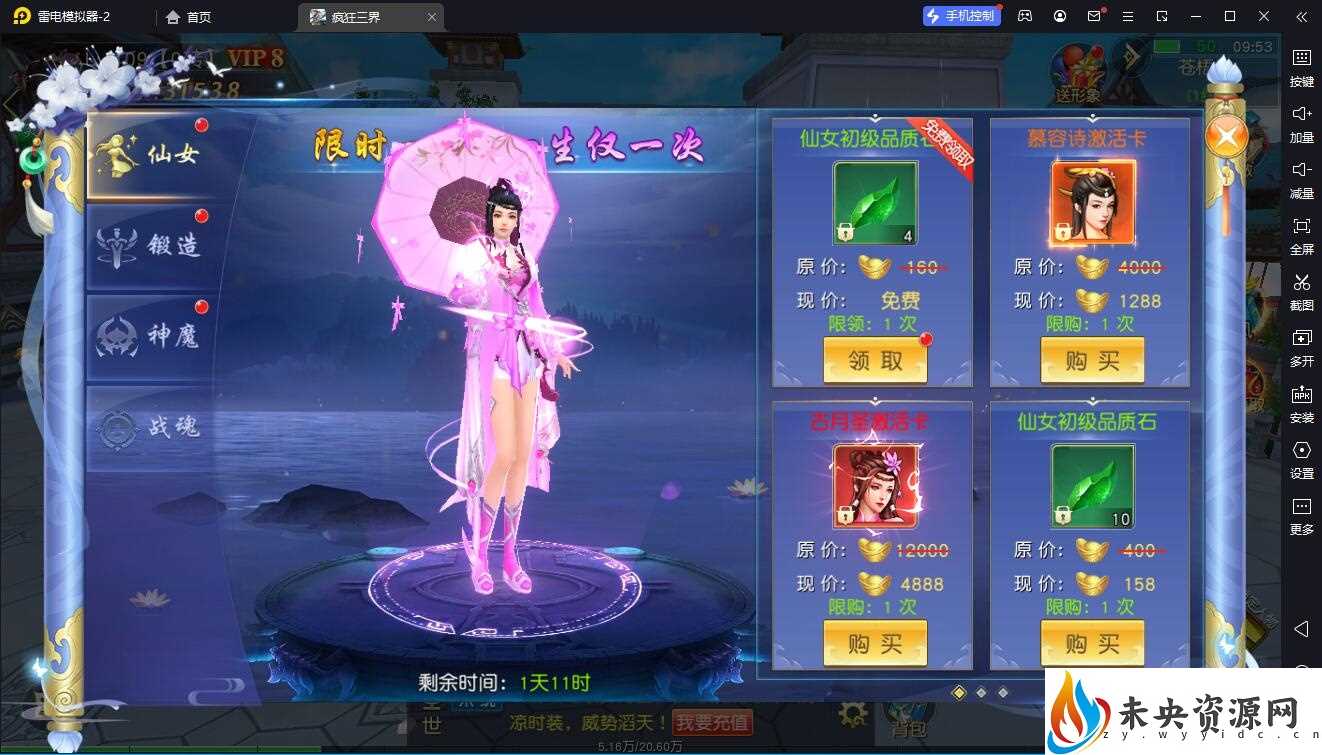 雷电模拟器-2
首页
疯狂三界
手机控制
VIP 8
50
09:53
送形象
仙女
锻造
神魔
战魂
限时
生仅一次
剩余时间：1天11时
仙女初级品质石
免费领取
4
原价：160
现价：免费
限领：1 次
领取
慕容诗激活卡
原价：4000
现价：1288
限购：1 次
购买
古月圣激活卡
原价：12000
现价：4888
限购：1 次
购买
仙女初级品质石
10
原价：400
现价：158
限购：1 次
购买
凉时装，威势滔天！
我要充值
5.16万/20.60万
背包
按键
加量
减量
全屏
截图
多开
APK
安装
设置
更多
未央资源网
zy.wyyidc.cn